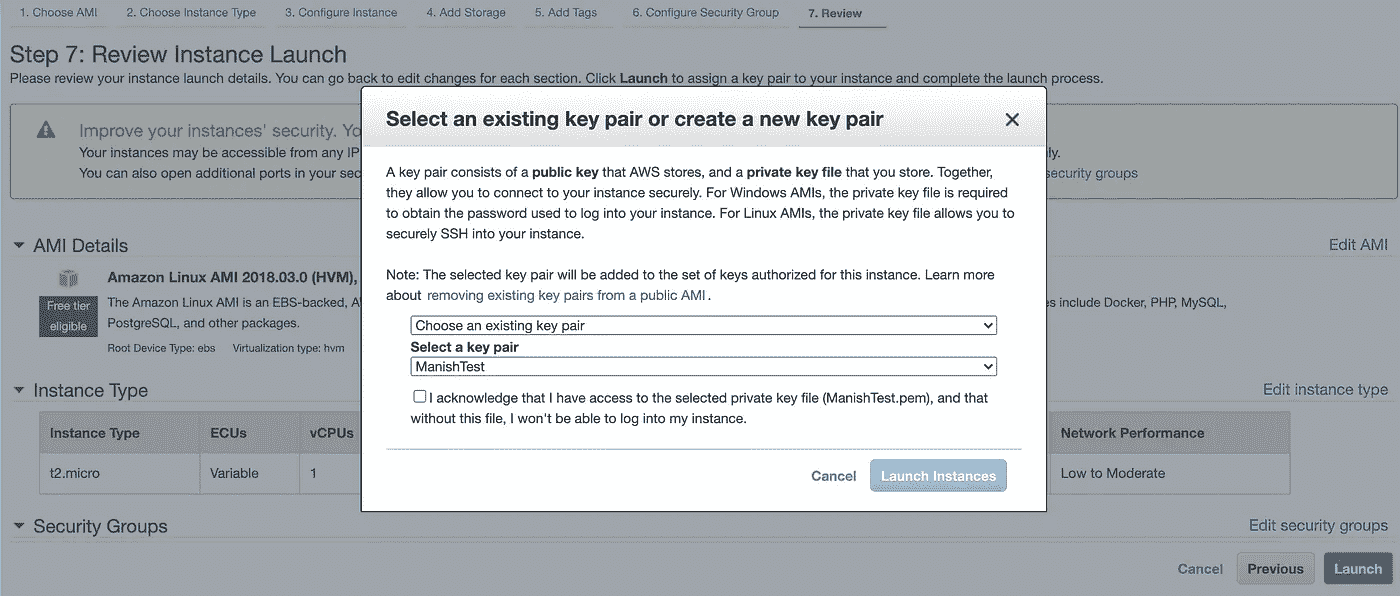 1. Choose AMI 2. Choose Instance Type 3. Configure Instance 4. Add Storage 5. Add Tags 6. Configure Security Group 7. Review
Step 7: Review Instance Launch
Please review your instance launch details. You can go back to edit changes for each section. Click Launch to assign a key pair to your instance and complete the launch process.
Improve your instances' security. Yo
Your instances may be accessible from any IP
ly.
You can also open additional ports in your sec
security groups
Select an existing key pair or create a new key pair
A key pair consists of a public key that AWS stores, and a private key file that you store. Together,
they allow you to connect to your instance securely. For Windows AMIs, the private key file is required
to obtain the password used to log into your instance. For Linux AMIs, the private key file allows you to
securely SSH into your instance.
Note: The selected key pair will be added to the set of keys authorized for this instance. Learn more
about removing existing key pairs from a public AMI.
Choose an existing key pair
Select a key pair
ManishTest
I acknowledge that I have access to the selected private key file (ManishTest.pem), and that
without this file, I won't be able to log into my instance.
Cancel Launch Instances
AMI Details Edit AMI
Amazon Linux AMI 2018.03.0 (HVM),
Free tier
eligible
The Amazon Linux AMI is an EBS-backed, A
s include Docker, PHP, MySQL,
PostgreSQL, and other packages.
Root Device Type: ebs Virtualization type: hvm
Instance Type Edit instance type
Instance Type ECUs vCPUs Network Performance
t2.micro Variable 1 Low to Moderate
Security Groups Edit security groups
Cancel Previous Launch